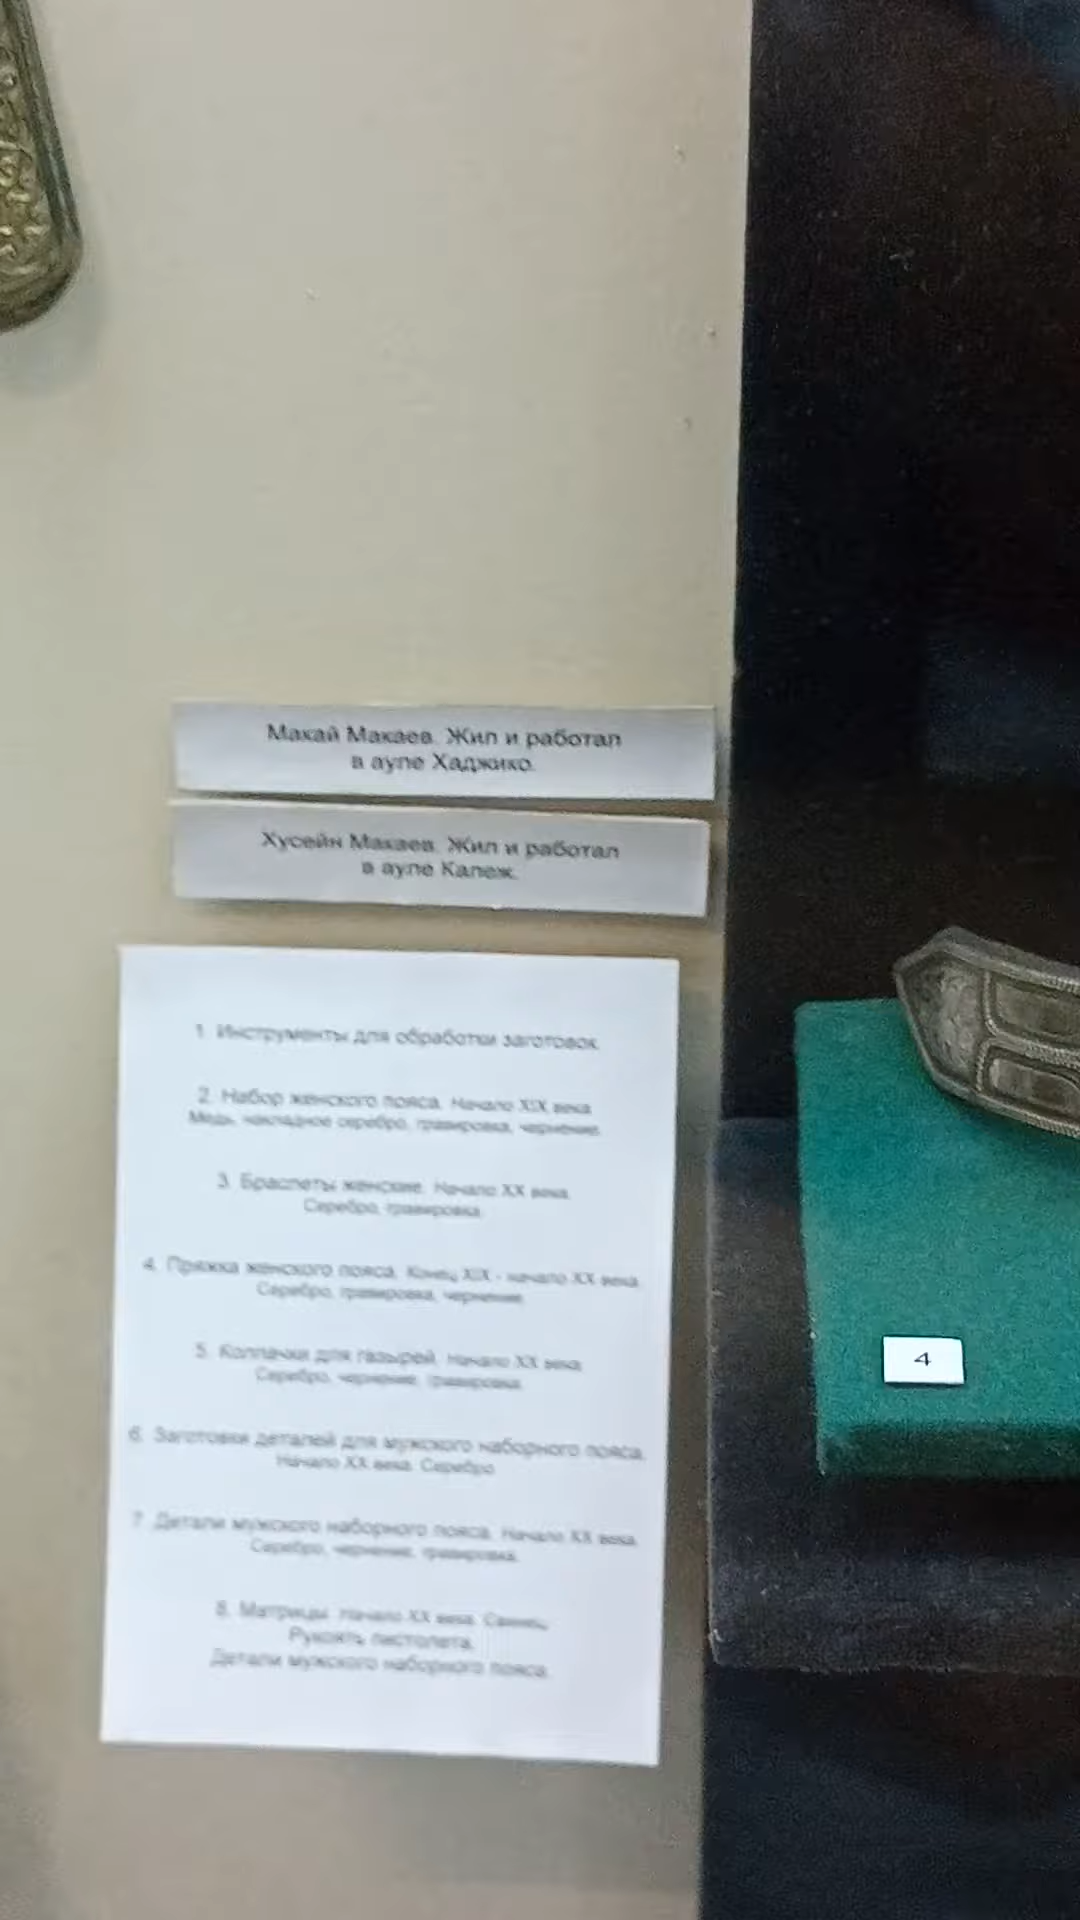 Махай Макаев. Жил и работал
в ауле Хаджико.
Хусейн Макаев. Жил и работал
в ауле Калеж.
1. Инструменты для обработки заготовок.
2. Набор женского пояса. Начало XIX века.
Медь, накладное серебро, гравировка, чернение.
3. Браслеты женские. Начало XX века.
Серебро, гравировка.
4. Пряжка женского пояса. Конец XIX - начало XX века.
Серебро, гравировка, чернение.
5. Колпачки для газырей. Начало XX века.
Серебро, чернение, гравировка.
6. Заготовки деталей для мужского наборного пояса.
Начало XX века. Серебро.
7. Детали мужского наборного пояса. Начало XX века.
Серебро, чернение, гравировка.
8. Матрицы. Начало XX века. Свинец.
Рукоять пистолета.
Детали мужского наборного пояса.
4